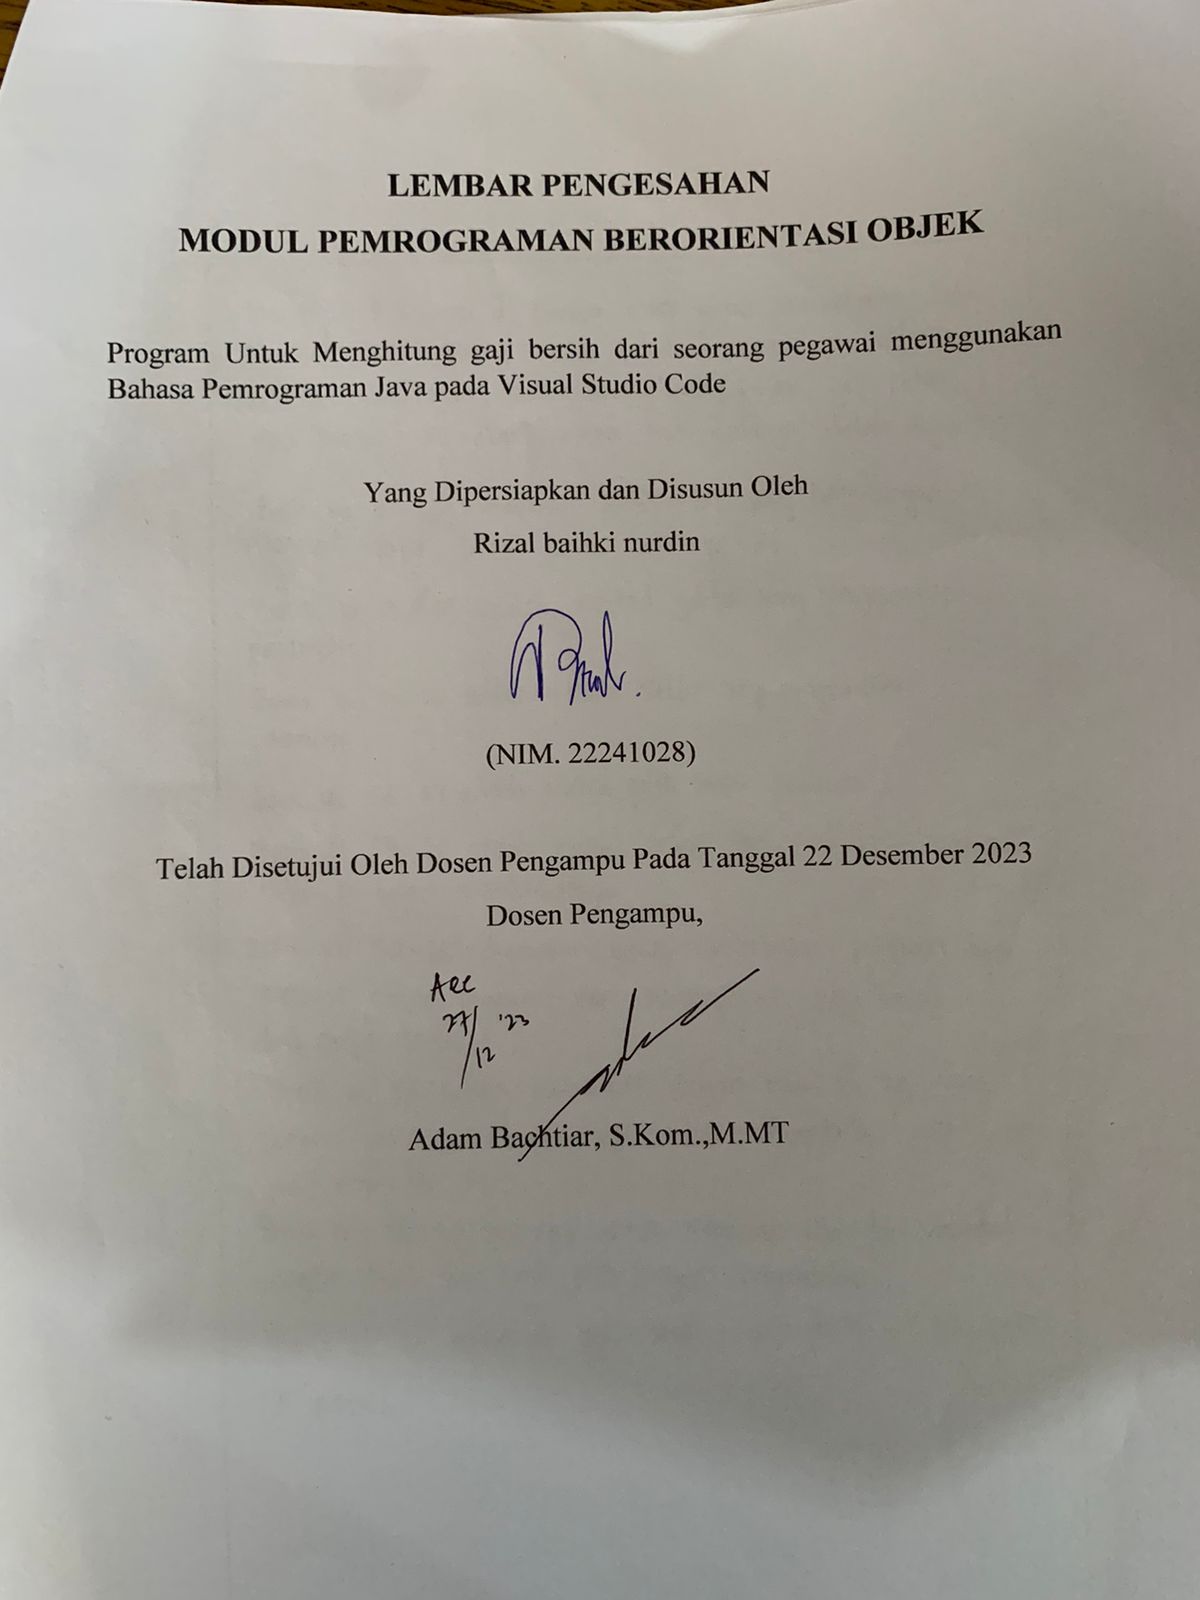 LEMBAR PENGESAHAN
MODUL PEMROGRAMAN BERORIENTASI OBJEK
Program Untuk Menghitung gaji bersih dari seorang pegawai menggunakan
Bahasa Pemrograman Java pada Visual Studio Code
Yang Dipersiapkan dan Disusun Oleh
Rizal baihki nurdin
(NIM. 22241028)
Telah Disetujui Oleh Dosen Pengampu Pada Tanggal 22 Desember 2023
Dosen Pengampu,
Acc
27/12 '23
Adam Bachtiar, S.Kom.,M.MT